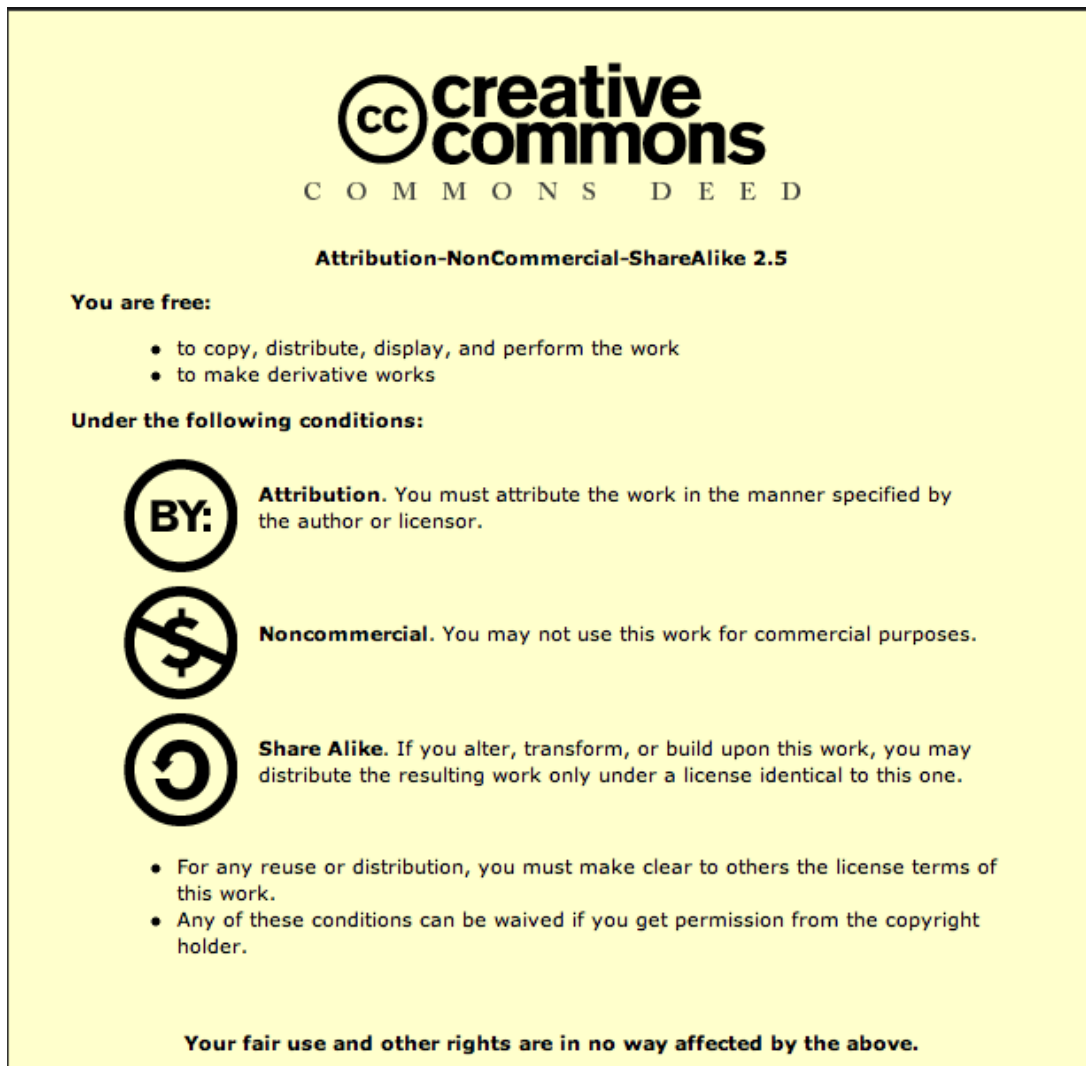 cc creative
commons
COMMONS DEED
Attribution-NonCommercial-ShareAlike 2.5
You are free:
• to copy, distribute, display, and perform the work
• to make derivative works
Under the following conditions:
BY:
Attribution. You must attribute the work in the manner specified by
the author or licensor.
$
Noncommercial. You may not use this work for commercial purposes.
Share Alike. If you alter, transform, or build upon this work, you may
distribute the resulting work only under a license identical to this one.
• For any reuse or distribution, you must make clear to others the license terms of
this work.
• Any of these conditions can be waived if you get permission from the copyright
holder.
Your fair use and other rights are in no way affected by the above.